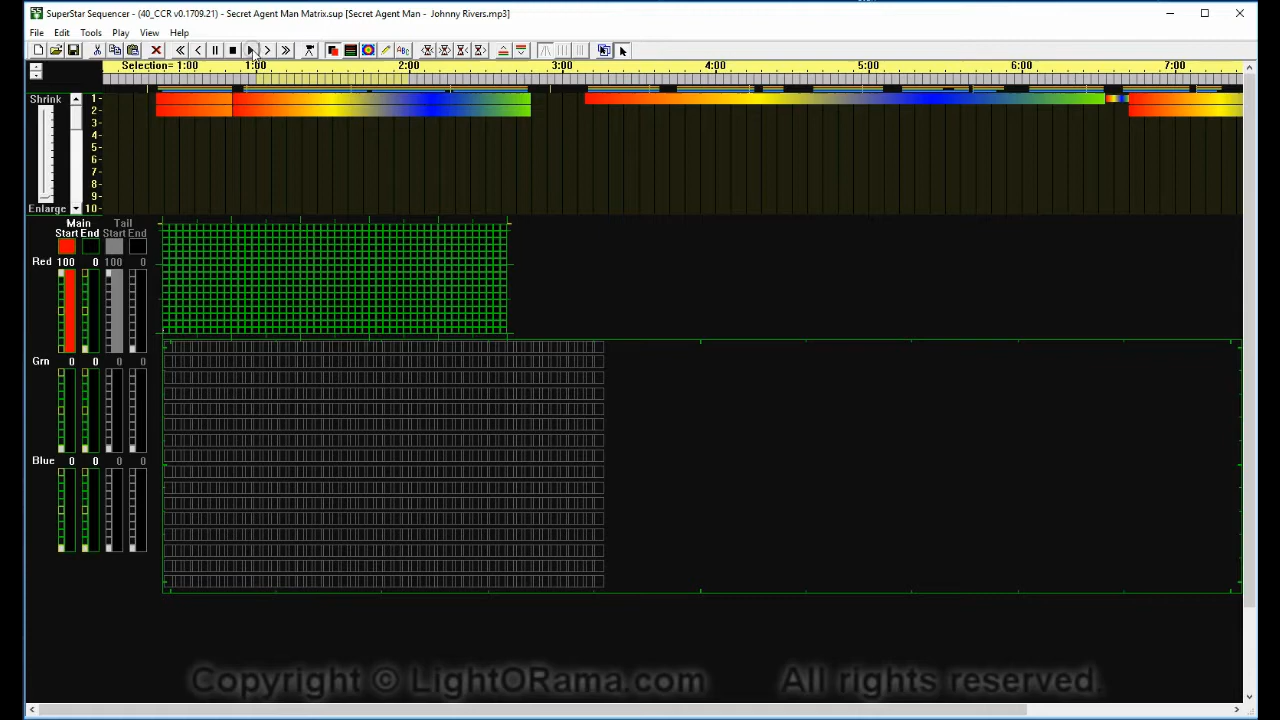 SuperStar Sequencer - (40_CCR v0.1709.21) - Secret Agent Man Matrix.sup [Secret Agent Man - Johnny Rivers.mp3]
File Edit Tools Play View Help
ABC
Selection= 1:00 1:00 2:00 3:00 4:00 5:00 6:00 7:00
Shrink
1
2
3
4
5
6
7
8
9
Enlarge 10
Main Tail
Start End Start End
Red 100 0 100 0
Grn 0 0 0 0
Blue 0 0 0 0
Copyright © LightORama.com All rights reserved.